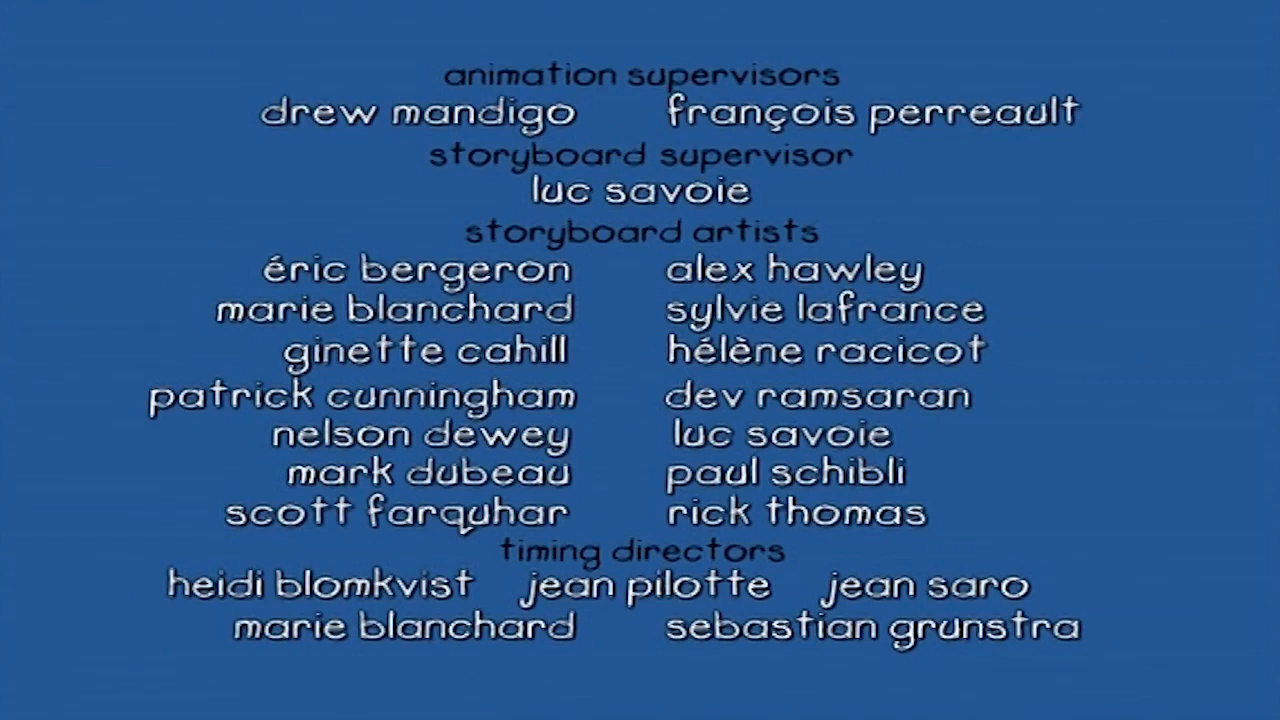 animation supervisors
drew mandigo françois perreault
storyboard supervisor
luc savoie
storyboard artists
éric bergeron alex hawley
marie blanchard sylvie lafrance
ginette cahill hélène racicot
patrick cunningham dev ramsaran
nelson dewey luc savoie
mark dubeau paul schibli
scott farquhar rick thomas
timing directors
heidi blomkvist jean pilotte jean saro
marie blanchard sebastian grunstra